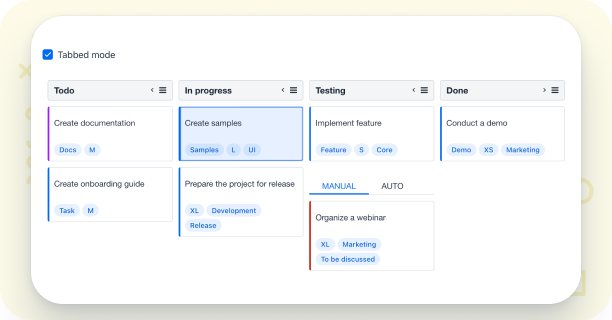 Tabbed mode
Todo
In progress
Testing
Done
Create documentation
Docs M
Create samples
Samples L UI
Implement feature
Feature S Core
Conduct a demo
Demo XS Marketing
Create onboarding guide
Task M
Prepare the project for release
XL Development
Release
MANUAL AUTO
Organize a webinar
XL Marketing
To be discussed